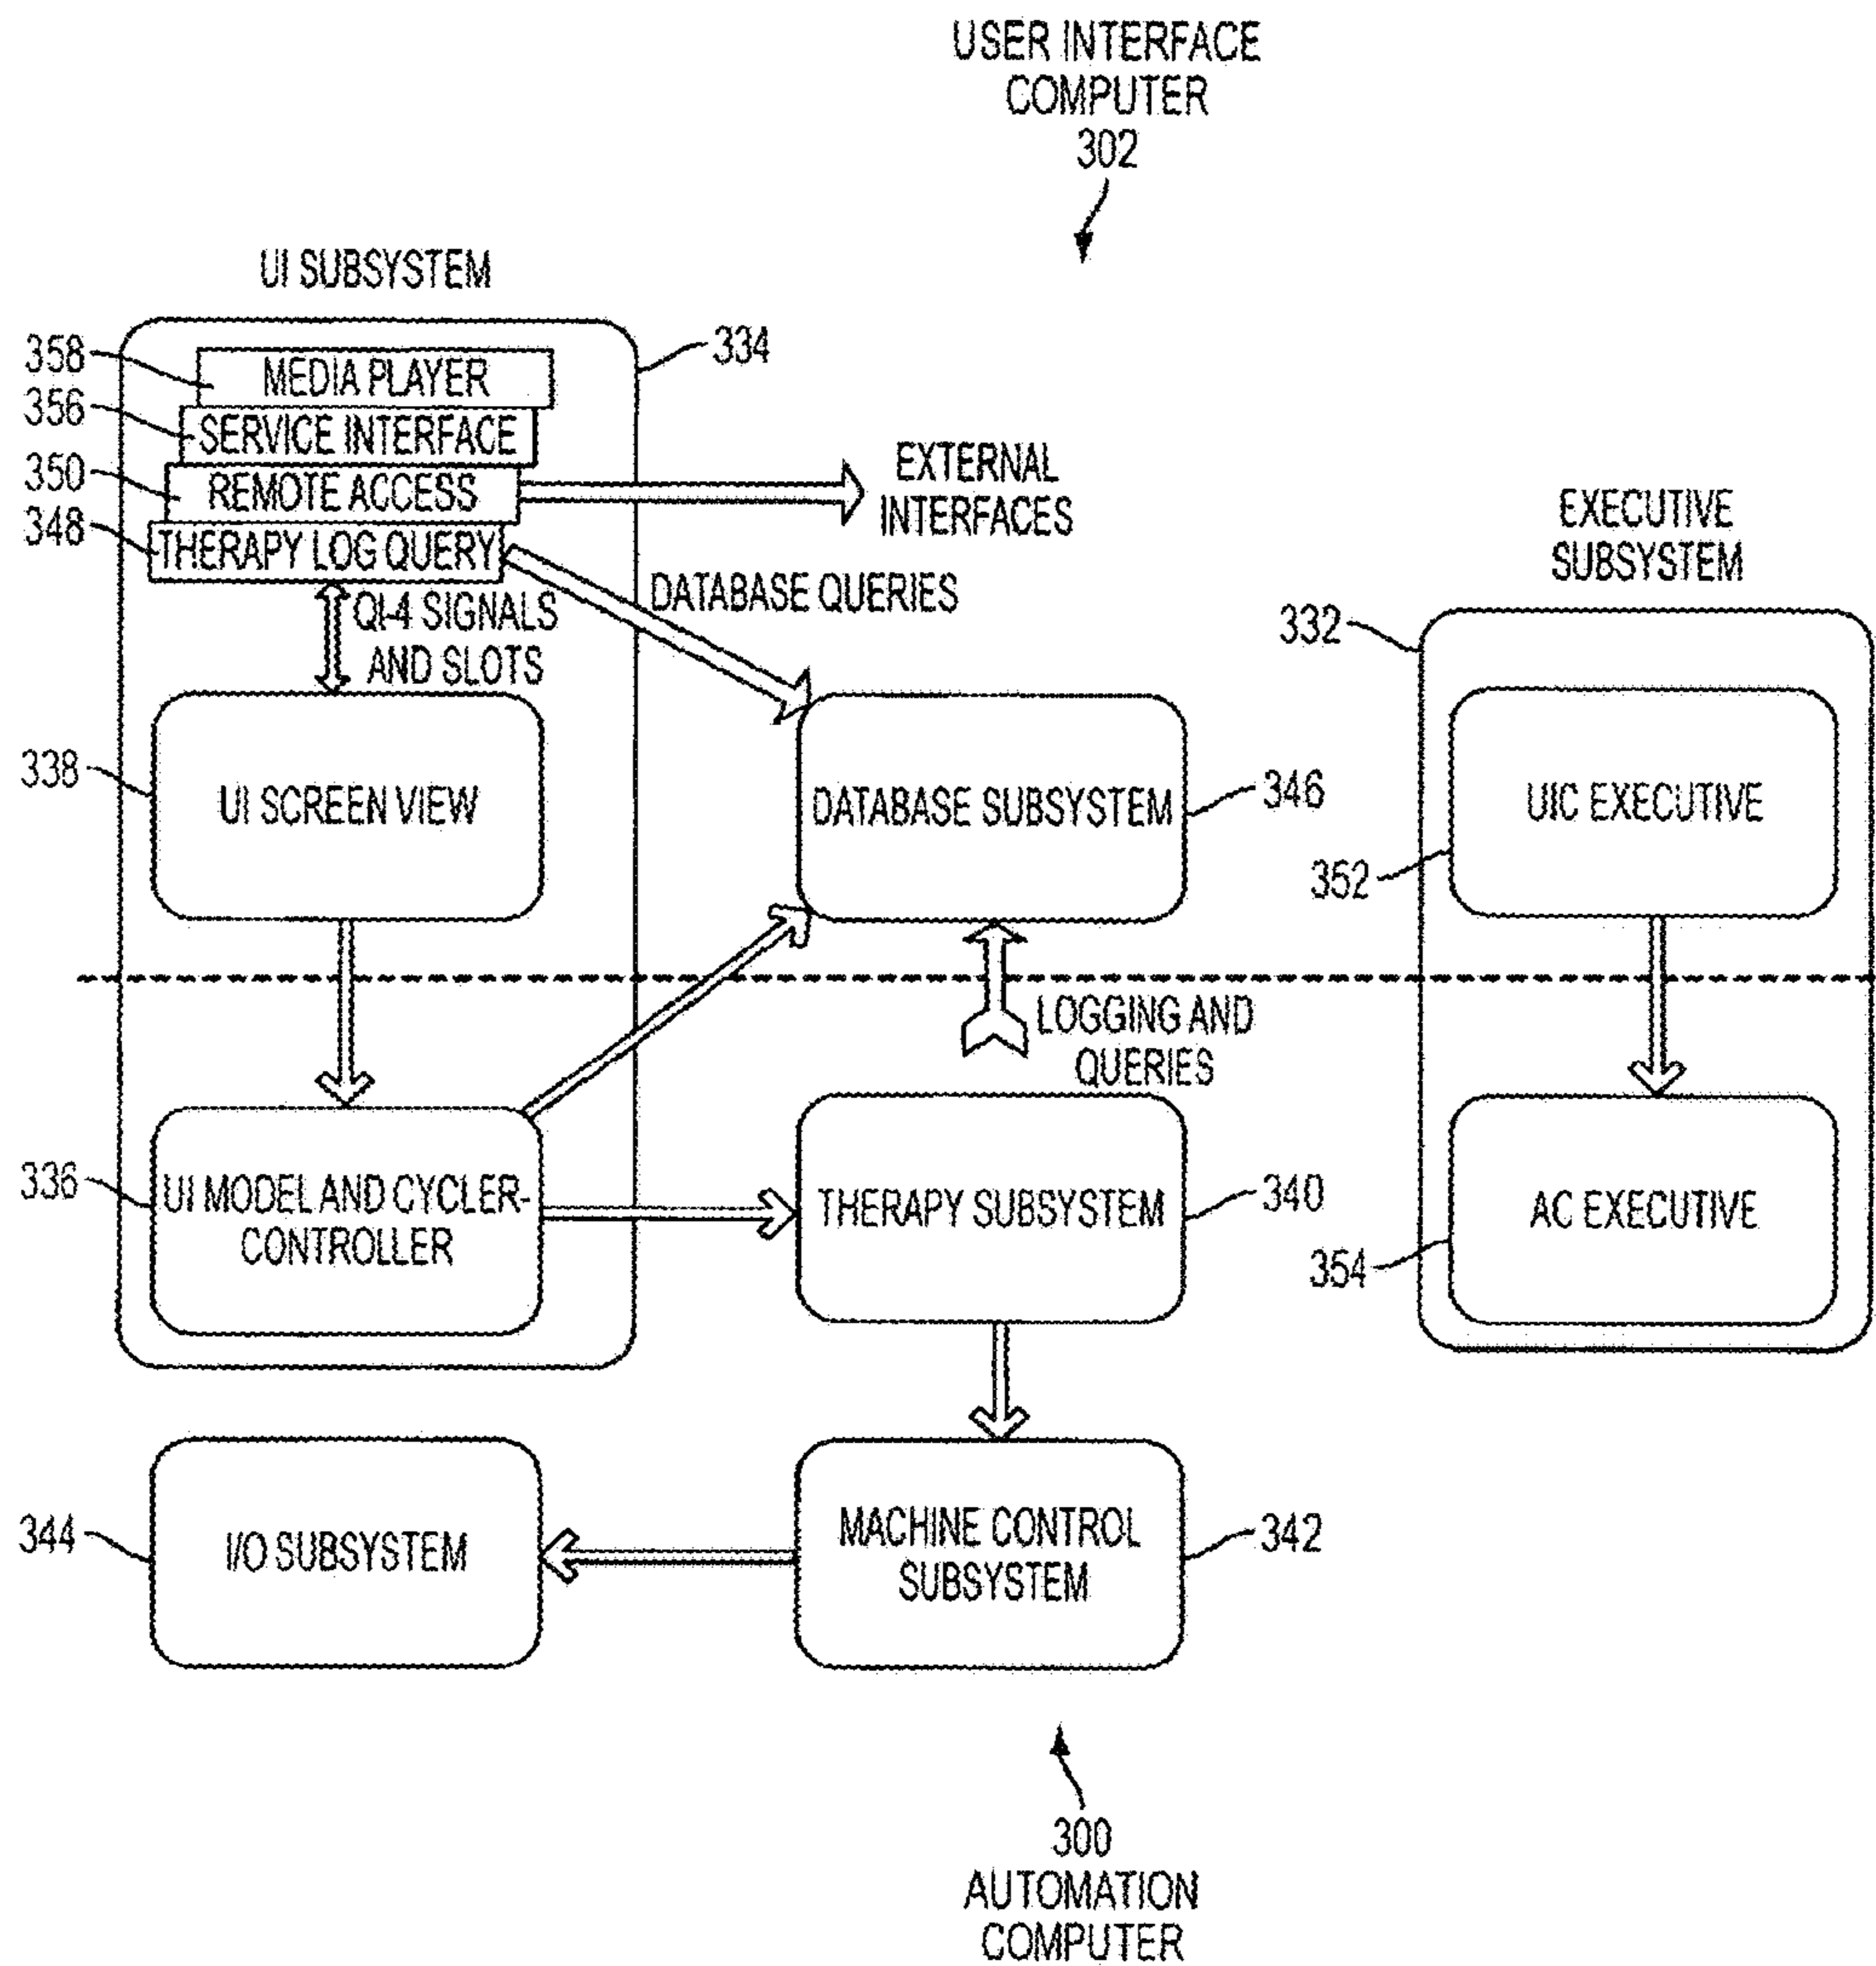 USER INTERFACE
COMPUTER
302
UI SUBSYSTEM
334
358
MEDIA PLAYER
356
SERVICE INTERFACE
350
REMOTE ACCESS
348
THERAPY LOG QUERY
EXTERNAL
INTERFACES
DATABASE QUERIES
QI-4 SIGNALS
AND SLOTS
EXECUTIVE
SUBSYSTEM
332
338
UI SCREEN VIEW
DATABASE SUBSYSTEM
346
UIC EXECUTIVE
352
LOGGING AND
QUERIES
336
UI MODEL AND CYCLER-
CONTROLLER
THERAPY SUBSYSTEM
340
AC EXECUTIVE
354
344
I/O SUBSYSTEM
MACHINE CONTROL
SUBSYSTEM
342
300
AUTOMATION
COMPUTER